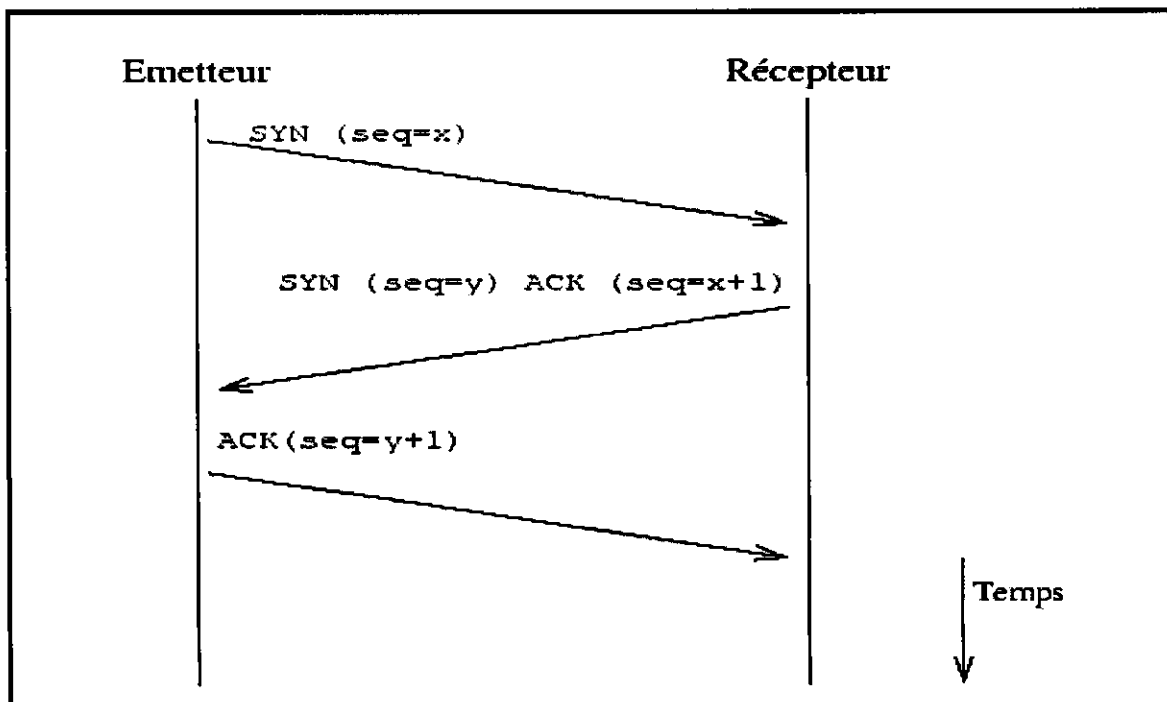 Emetteur
Récepteur
SYN (seq=x)
SYN (seq=y) ACK (seq=x+1)
ACK(seq=y+1)
Temps